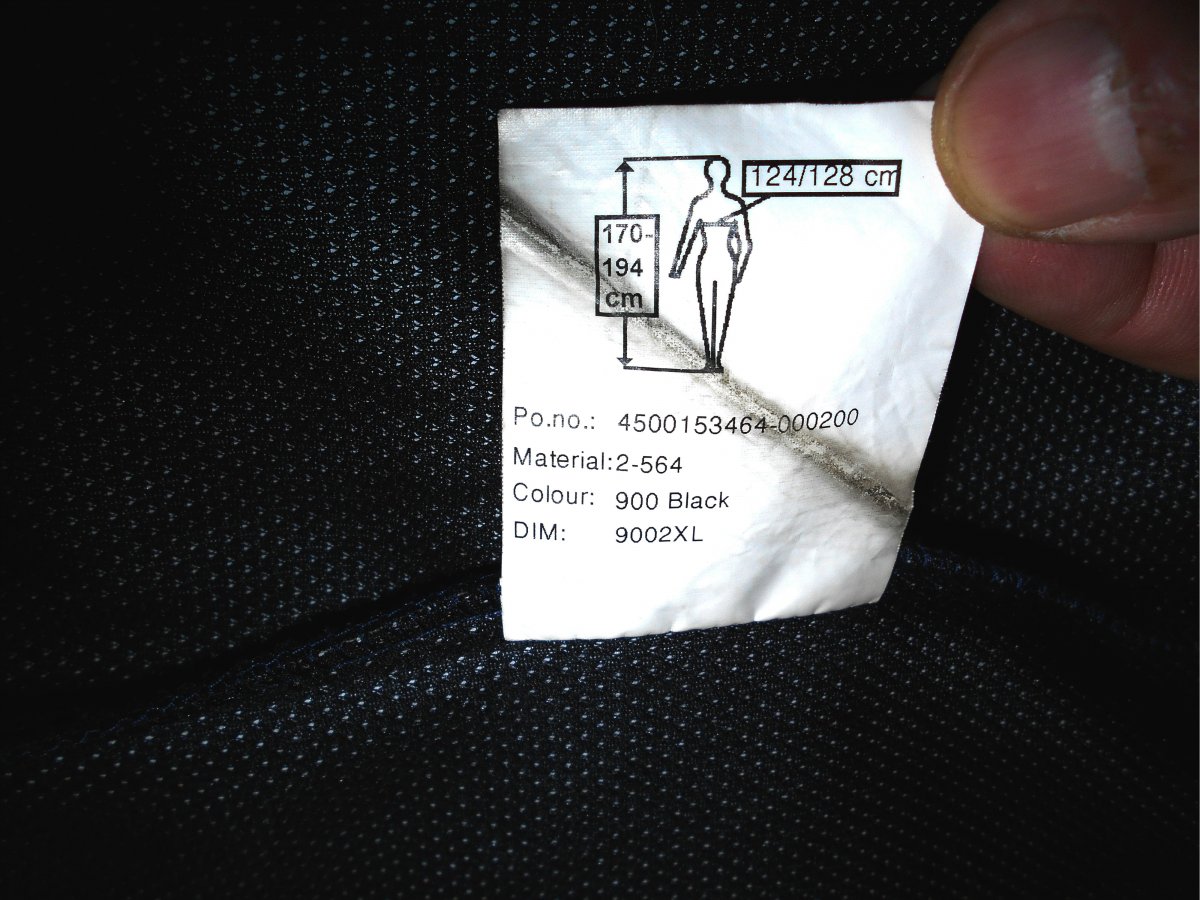 124/128 cm
170-
194
cm
Po.no.: 4500153464-000200
Material:2-564
Colour: 900 Black
DIM: 9002XL